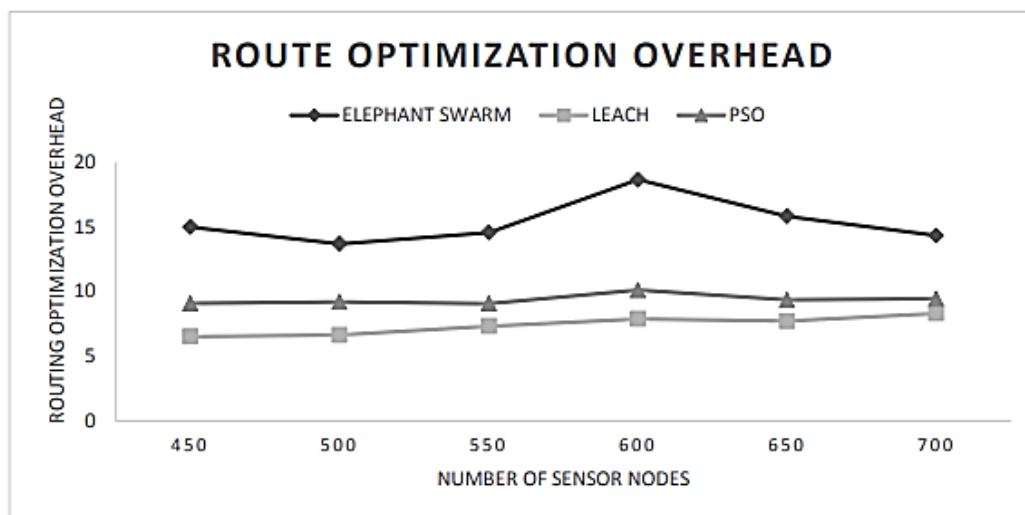 ROUTE OPTIMIZATION OVERHEAD
ELEPHANT SWARM LEACH PSO
ROUTING OPTIMIZATION OVERHEAD
20
15
10
5
0
450 500 550 600 650 700
NUMBER OF SENSOR NODES